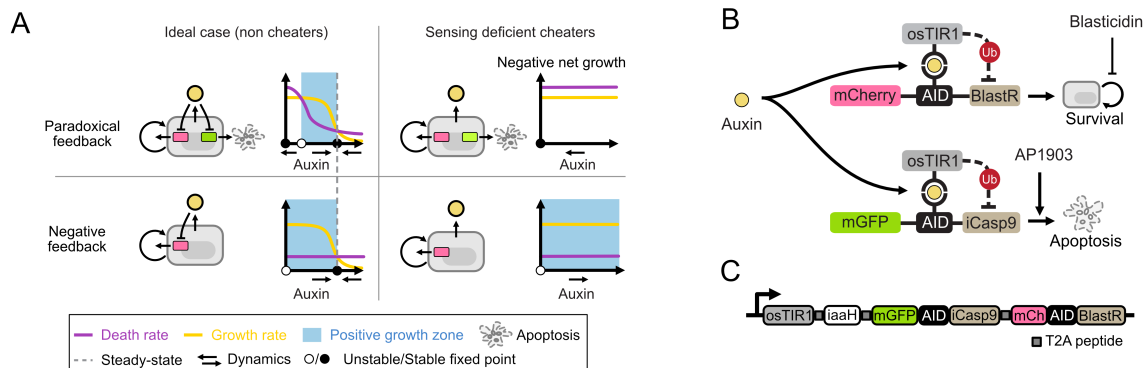 A
Ideal case (non cheaters)
Sensing deficient cheaters
Paradoxical
feedback
Auxin
Negative net growth
Auxin
Negative
feedback
Auxin
Auxin
Death rate
Growth rate
Positive growth zone
Apoptosis
Steady-state
Dynamics
Unstable/Stable fixed point
B
Auxin
osTIR1
Ub
mCherry
AID
BlastR
Blasticidin
Survival
osTIR1
Ub
AP1903
mGFP
AID
iCasp9
Apoptosis
C
osTIR1
iaaH
mGFP
AID
iCasp9
mCh
AID
BlastR
T2A peptide